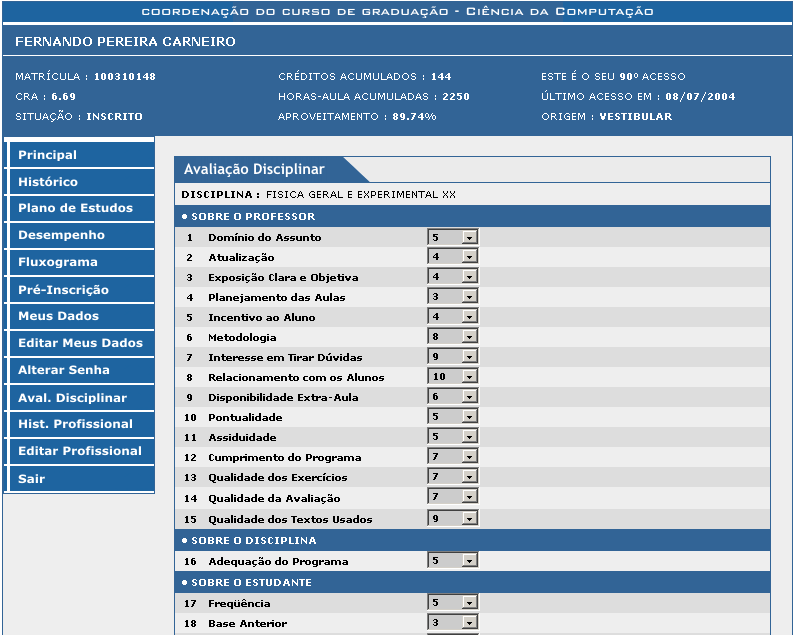 COORDENAÇÃO DO CURSO DE GRADUAÇÃO - CIÊNCIA DA COMPUTAÇÃO
FERNANDO PEREIRA CARNEIRO
MATRÍCULA : 100310148 CRÉDITOS ACUMULADOS : 144 ESTE É O SEU 90º ACESSO
CRA : 6.69 HORAS-AULA ACUMULADAS : 2250 ÚLTIMO ACESSO EM : 08/07/2004
SITUAÇÃO : INSCRITO APROVEITAMENTO : 89.74% ORIGEM : VESTIBULAR
Principal
Histórico
Plano de Estudos
Desempenho
Fluxograma
Pré-Inscrição
Meus Dados
Editar Meus Dados
Alterar Senha
Aval. Disciplinar
Hist. Profissional
Editar Profissional
Sair
Avaliação Disciplinar
DISCIPLINA : FISICA GERAL E EXPERIMENTAL XX
• SOBRE O PROFESSOR
1 Domínio do Assunto 5
2 Atualização 4
3 Exposição Clara e Objetiva 4
4 Planejamento das Aulas 3
5 Incentivo ao Aluno 4
6 Metodologia 8
7 Interesse em Tirar Dúvidas 9
8 Relacionamento com os Alunos 10
9 Disponibilidade Extra-Aula 6
10 Pontualidade 5
11 Assiduidade 5
12 Cumprimento do Programa 7
13 Qualidade dos Exercícios 7
14 Qualidade da Avaliação 7
15 Qualidade dos Textos Usados 9
• SOBRE O DISCIPLINA
16 Adequação do Programa 5
• SOBRE O ESTUDANTE
17 Freqüência 5
18 Base Anterior 3